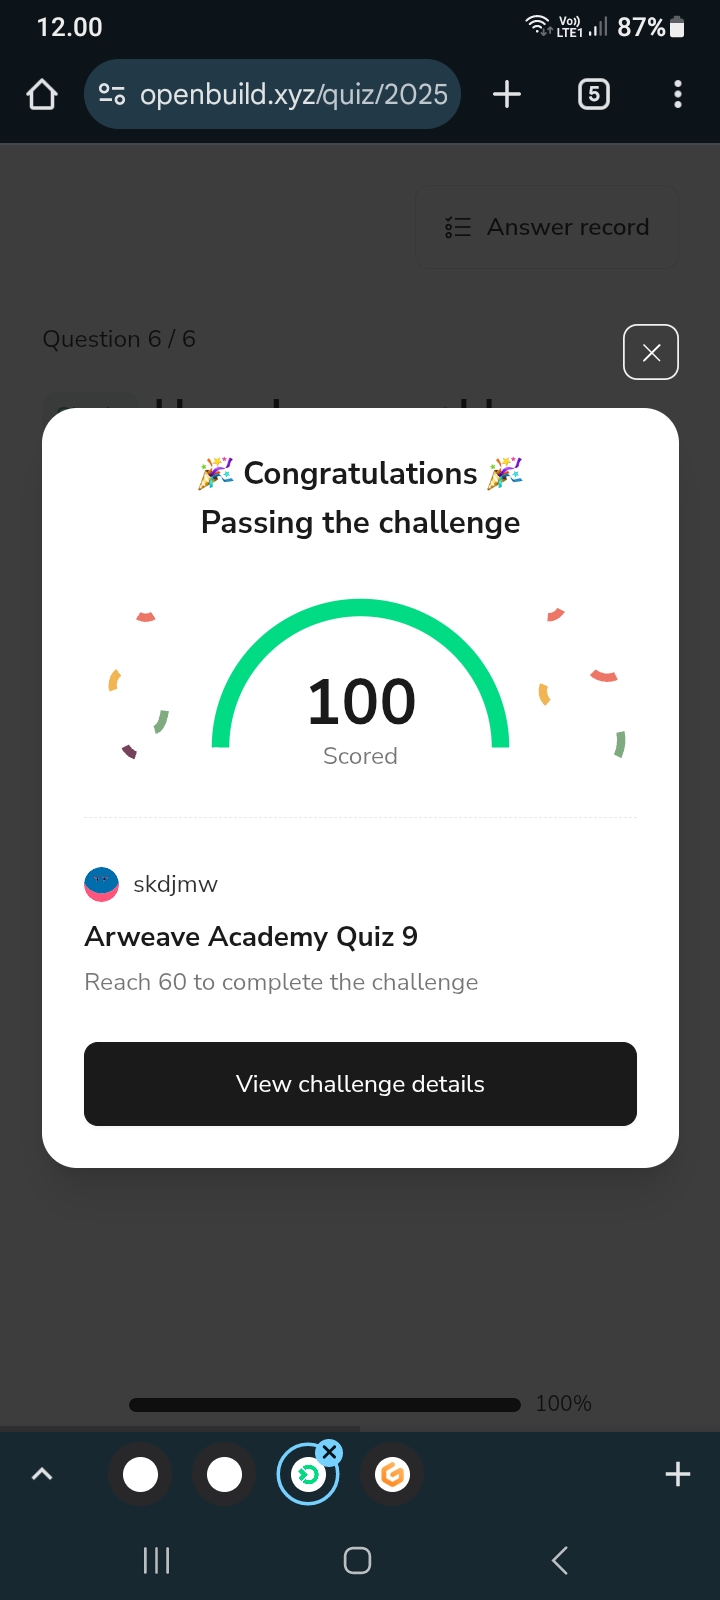 12.00
Vo))
LTE1
87%
openbuild.xyz/quiz/2025
5
Answer record
Question 6 / 6
🎉 Congratulations 🎉
Passing the challenge
100
Scored
skdjmw
Arweave Academy Quiz 9
Reach 60 to complete the challenge
View challenge details
100%